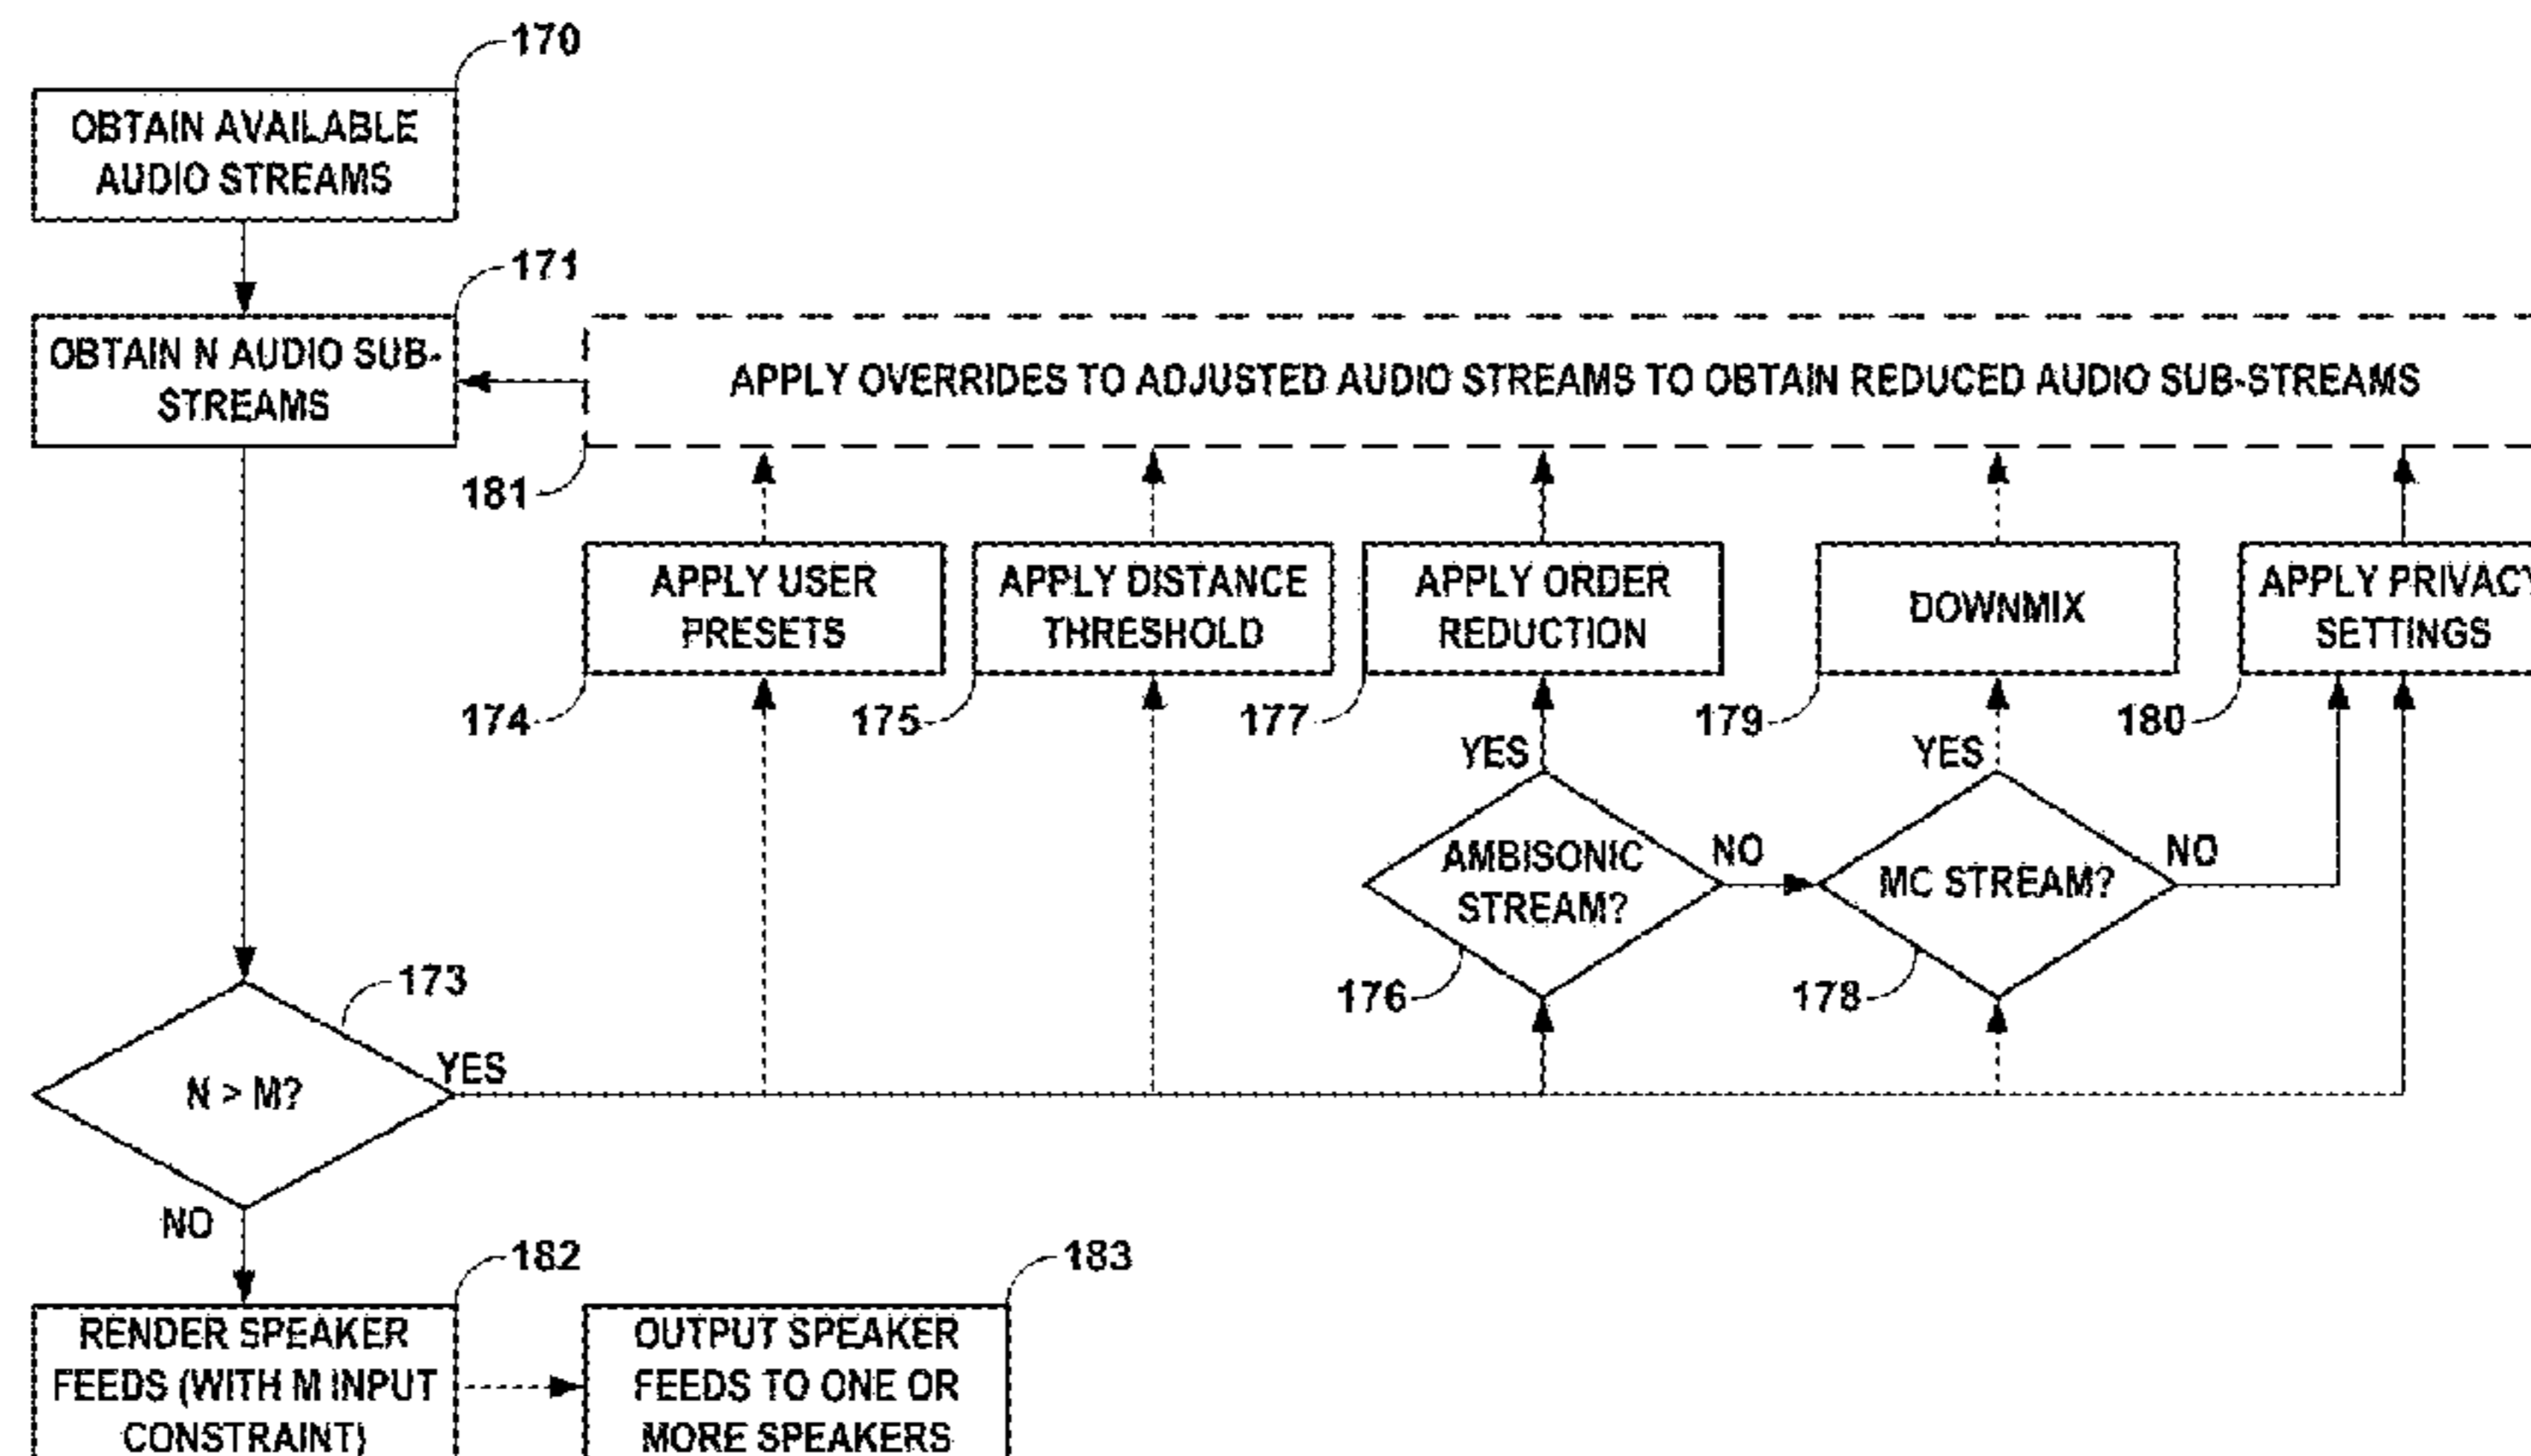 170
OBTAIN AVAILABLE
AUDIO STREAMS
171
OBTAIN N AUDIO SUB-
STREAMS
APPLY OVERRIDES TO ADJUSTED AUDIO STREAMS TO OBTAIN REDUCED AUDIO SUB-STREAMS
181
APPLY USER
PRESETS
174
APPLY DISTANCE
THRESHOLD
175
APPLY ORDER
REDUCTION
177
DOWNMIX
179
APPLY PRIVACY
SETTINGS
180
YES
YES
AMBISONIC
STREAM?
NO
176
MC STREAM?
NO
178
173
N > M?
YES
NO
182
RENDER SPEAKER
FEEDS (WITH M INPUT
CONSTRAINT)
183
OUTPUT SPEAKER
FEEDS TO ONE OR
MORE SPEAKERS